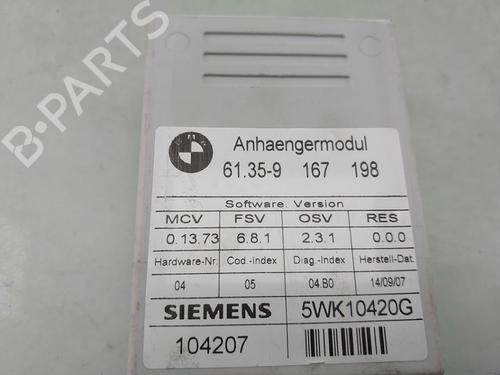 B-PARTS
BMW
Anhaengermodul
61.35-9 167 198
Software. Version
MCV FSV OSV RES
0.13.73 6.8.1 2.3.1 0.0.0
Hardware-Nr. Cod.-Index Diag.-Index Herstell-Dat.
04 05 04.B0 14/09/07
SIEMENS 5WK10420G
104207